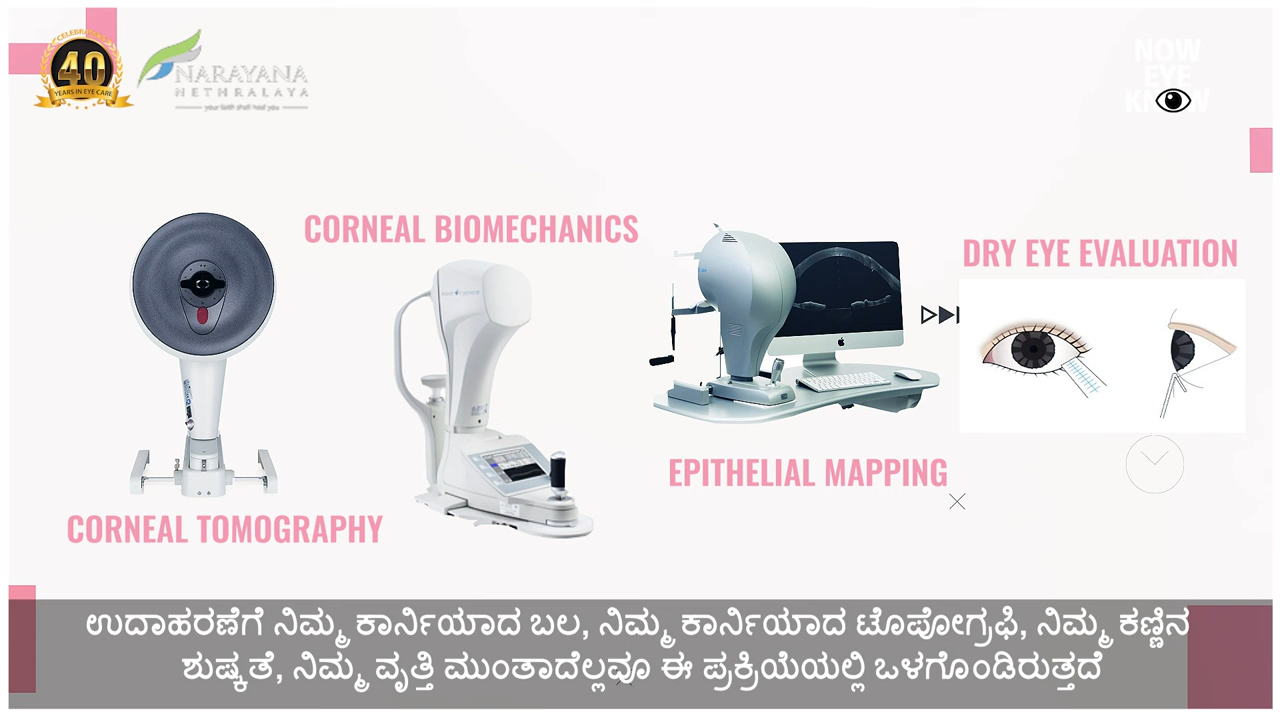 CELEBRATING
40
YEARS IN EYE CARE
NARAYANA
NETHRALAYA
your faith shall heal you
NOW
EYE
KNOW
CORNEAL BIOMECHANICS
DRY EYE EVALUATION
EPITHELIAL MAPPING
CORNEAL TOMOGRAPHY
ಉದಾಹರಣೆಗೆ ನಿಮ್ಮ ಕಾರ್ನಿಯಾದ ಬಲ, ನಿಮ್ಮ ಕಾರ್ನಿಯಾದ ಟೊಪೋಗ್ರಫಿ, ನಿಮ್ಮ ಕಣ್ಣಿನ
ಶುಷ್ಕತೆ, ನಿಮ್ಮ ವೃತ್ತಿ ಮುಂತಾದೆಲ್ಲವೂ ಈ ಪ್ರಕ್ರಿಯೆಯಲ್ಲಿ ಒಳಗೊಂಡಿರುತ್ತದೆ